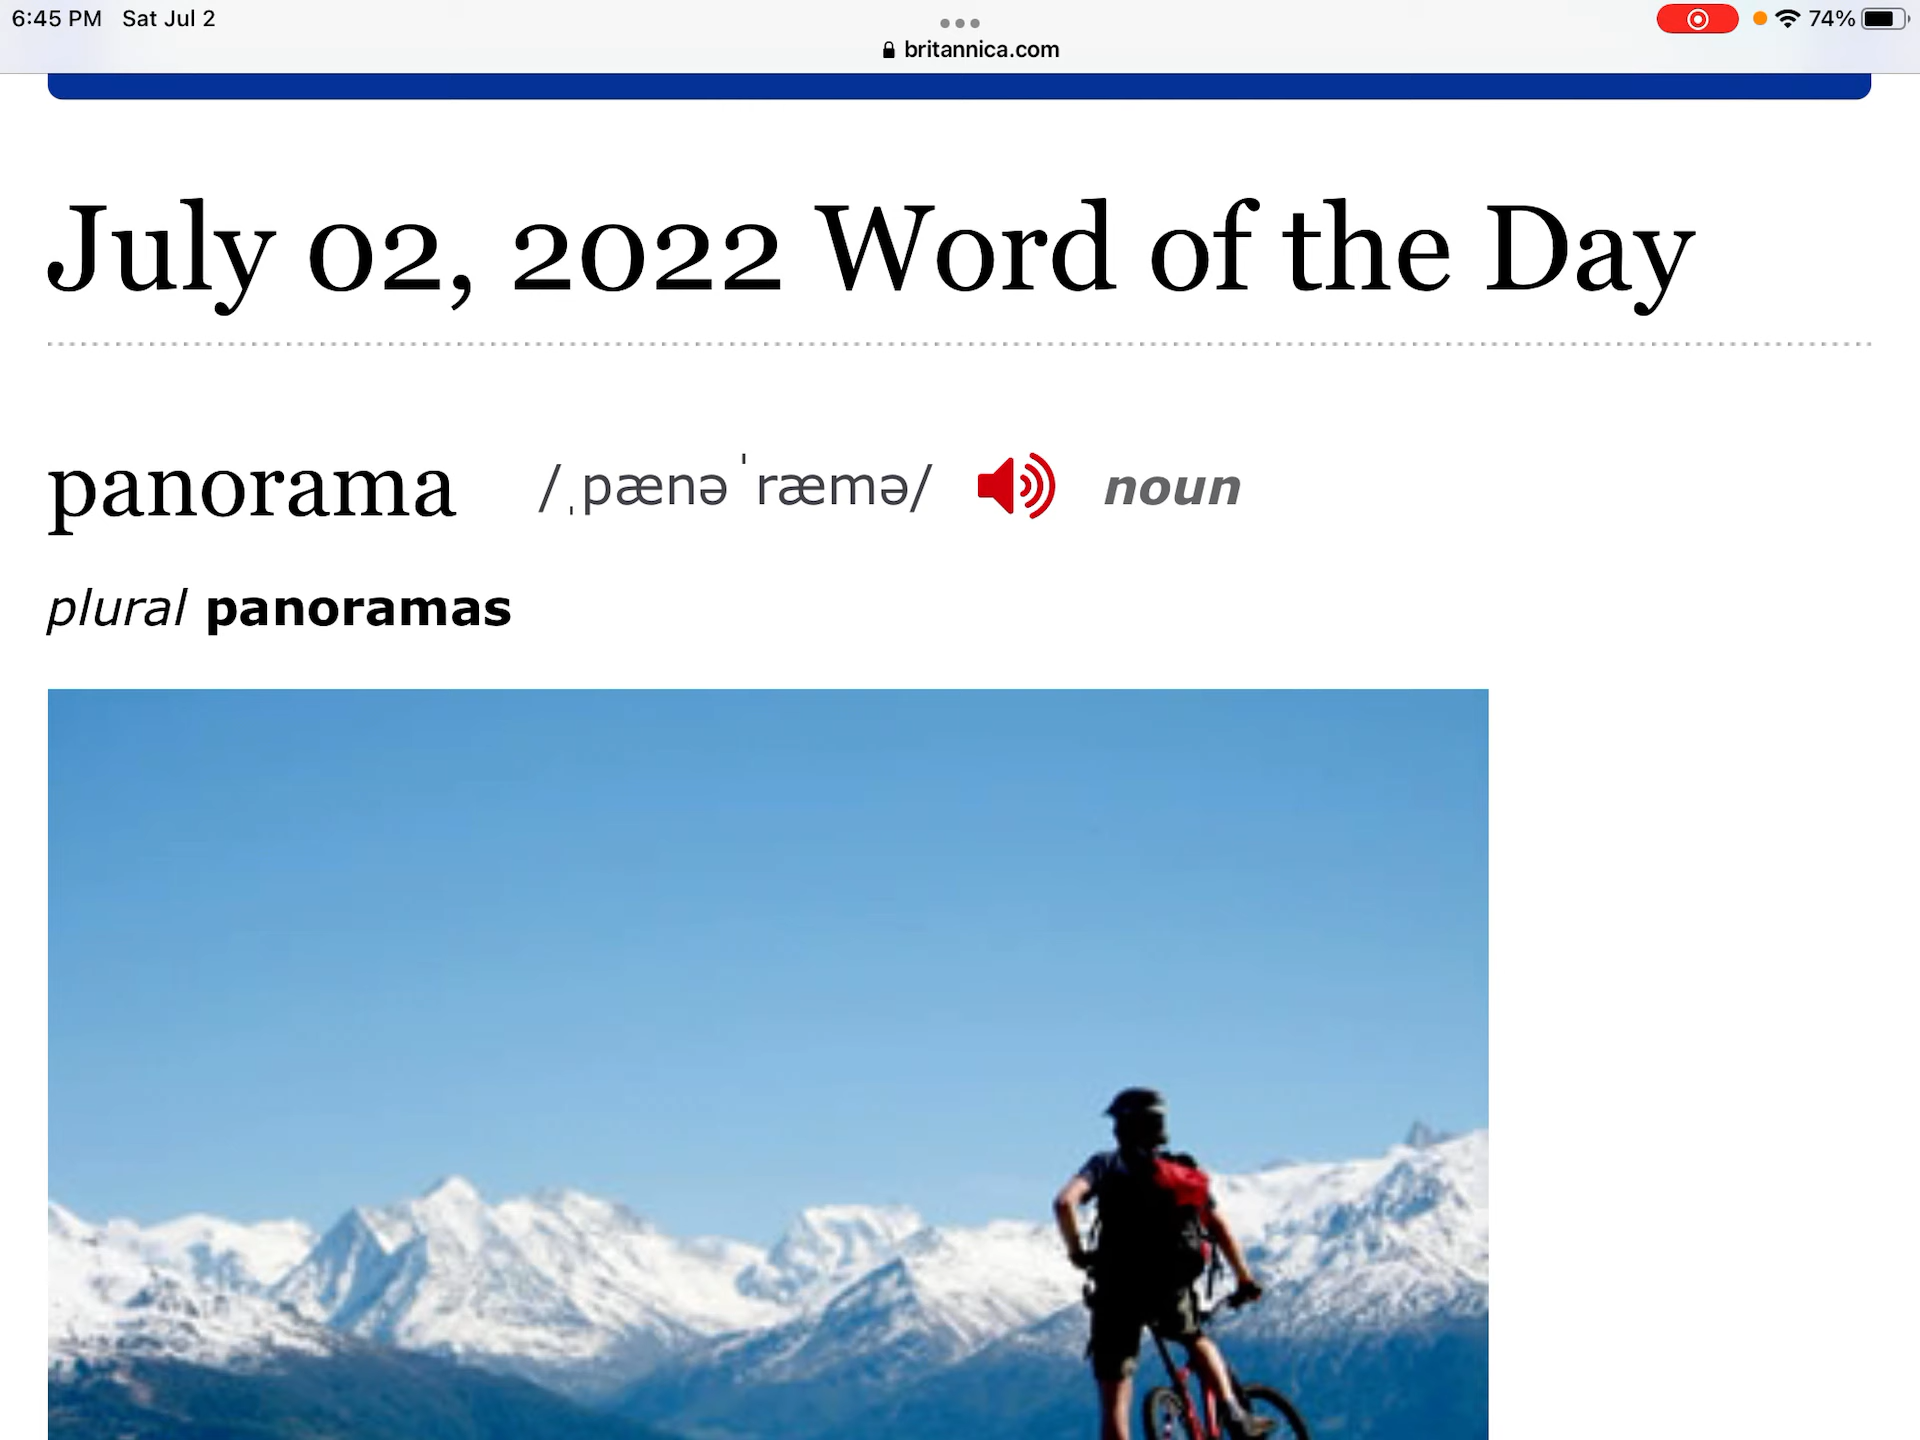 6:45 PM Sat Jul 2
74%
britannica.com
July 02, 2022 Word of the Day
panorama /ˌpænəˈræmə/ noun
plural panoramas